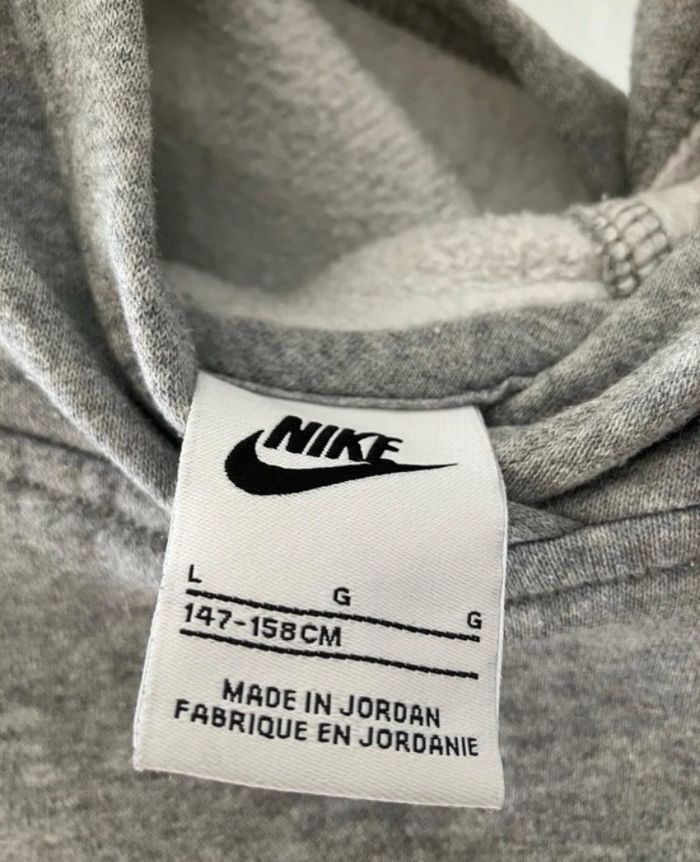 NIKE
L G G
147-158CM
MADE IN JORDAN
FABRIQUE EN JORDANIE